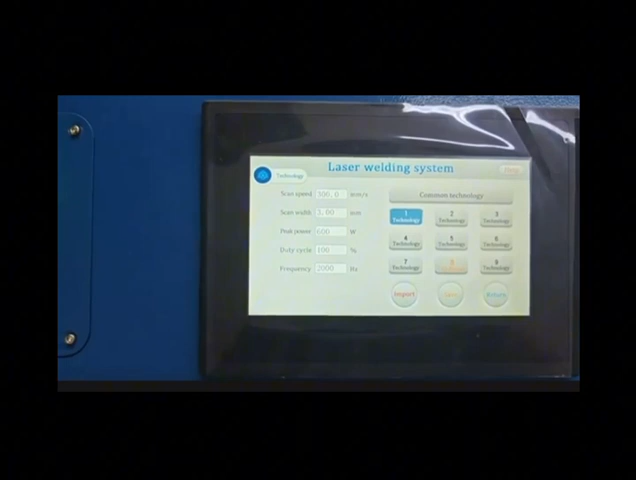 Laser welding system
Technology
Scan speed 300.0 mm/s
Common technology
Scan width 3.00 mm
1 Technology
2 Technology
3 Technology
Peak power 600 W
4 Technology
5 Technology
6 Technology
Duty cycle 100 %
7 Technology
8
9 Technology
Frequency 2000 Hz
Import
Return